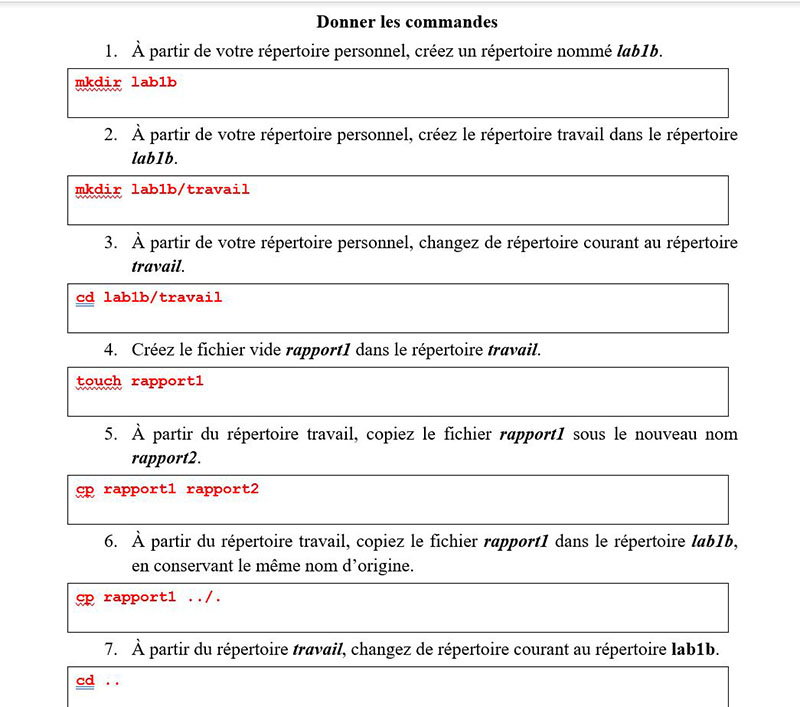 Donner les commandes
1. À partir de votre répertoire personnel, créez un répertoire nommé lab1b.
mkdir lab1b
2. À partir de votre répertoire personnel, créez le répertoire travail dans le répertoire
lab1b.
mkdir lab1b/travail
3. À partir de votre répertoire personnel, changez de répertoire courant au répertoire
travail.
cd lab1b/travail
4. Créez le fichier vide rapport1 dans le répertoire travail.
touch rapport1
5. À partir du répertoire travail, copiez le fichier rapport1 sous le nouveau nom
rapport2.
cp rapport1 rapport2
6. À partir du répertoire travail, copiez le fichier rapport1 dans le répertoire lab1b,
en conservant le même nom d’origine.
cp rapport1 ../.
7. À partir du répertoire travail, changez de répertoire courant au répertoire lab1b.
cd ..